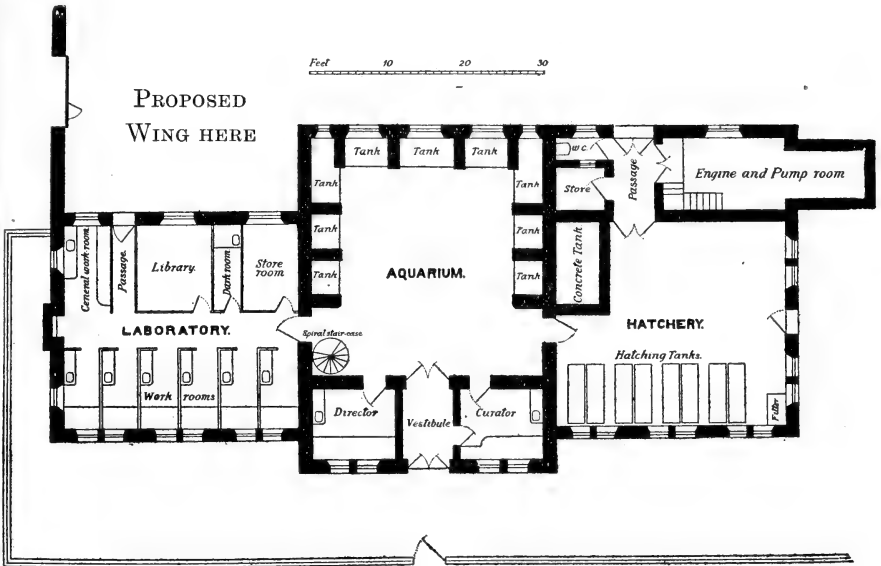 Feet 10 20 30
PROPOSED
WING HERE
Tank Tank Tank
Tank Tank
Tank Tank
Tank Tank
w.c.
Store
Passage
Engine and Pump room
General work room
Passage.
Library.
Dark room
Store
room
AQUARIUM.
Concrete Tank
LABORATORY.
Spiral stair-case
HATCHERY.
Hatching Tanks.
Work rooms
Director
Vestibule
Curator
Filter